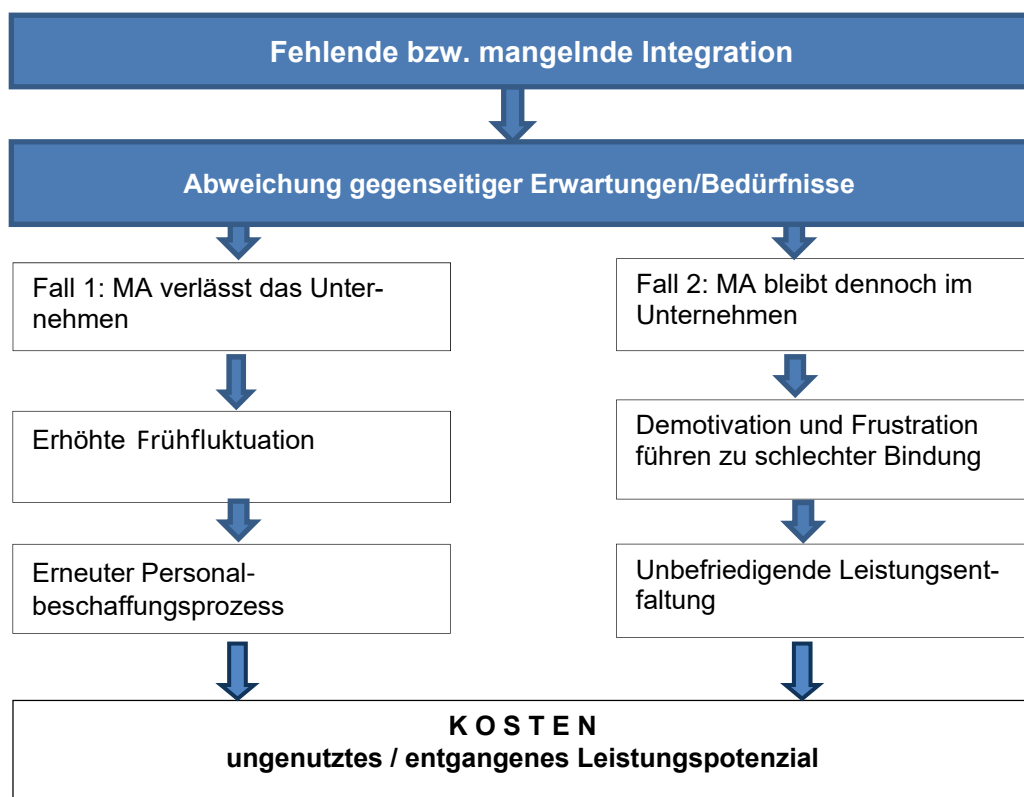 Fehlende bzw. mangelnde Integration
Abweichung gegenseitiger Erwartungen/Bedürfnisse
Fall 1: MA verlässt das Unter-
nehmen
Erhöhte Frühfluktuation
Erneuter Personal-
beschaffungsprozess
Fall 2: MA bleibt dennoch im
Unternehmen
Demotivation und Frustration
führen zu schlechter Bindung
Unbefriedigende Leistungsent-
faltung
K O S T E N
ungenutztes / entgangenes Leistungspotenzial